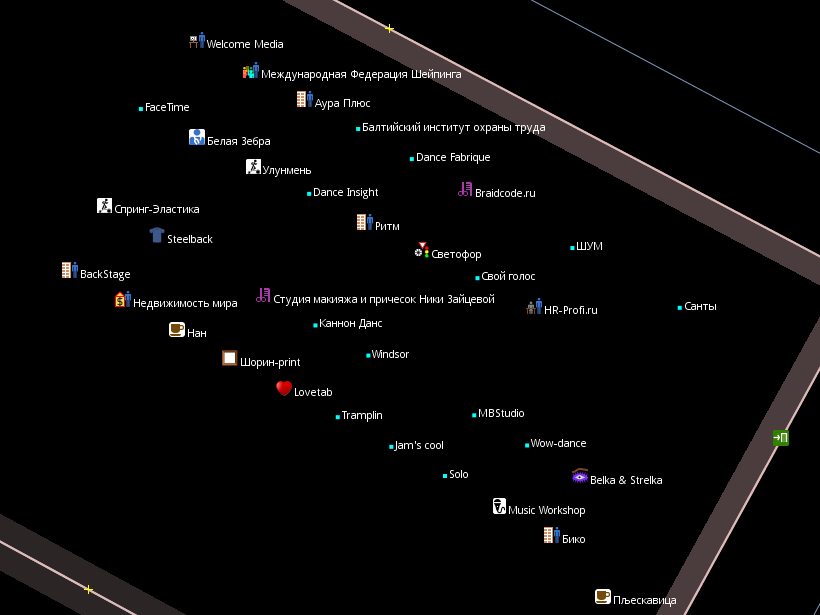 Welcome Media
Международная Федерация Шейпинга
Аура Плюс
FaceTime
Балтийский институт охраны труда
Белая Зебра
Dance Fabrique
Улунмень
Dance Insight
Braidcode.ru
Спринг-Эластика
Ритм
Steelback
ШУМ
Светофор
BackStage
Свой голос
Недвижимость мира
Студия макияжа и причесок Ники Зайцевой
HR-Profi.ru
Санты
Каннон Данс
Нан
Windsor
Шорин-print
Lovetab
Tramplin
MBStudio
Jam's cool
Wow-dance
Solo
Belka & Strelka
Music Workshop
Бико
Пљескавица